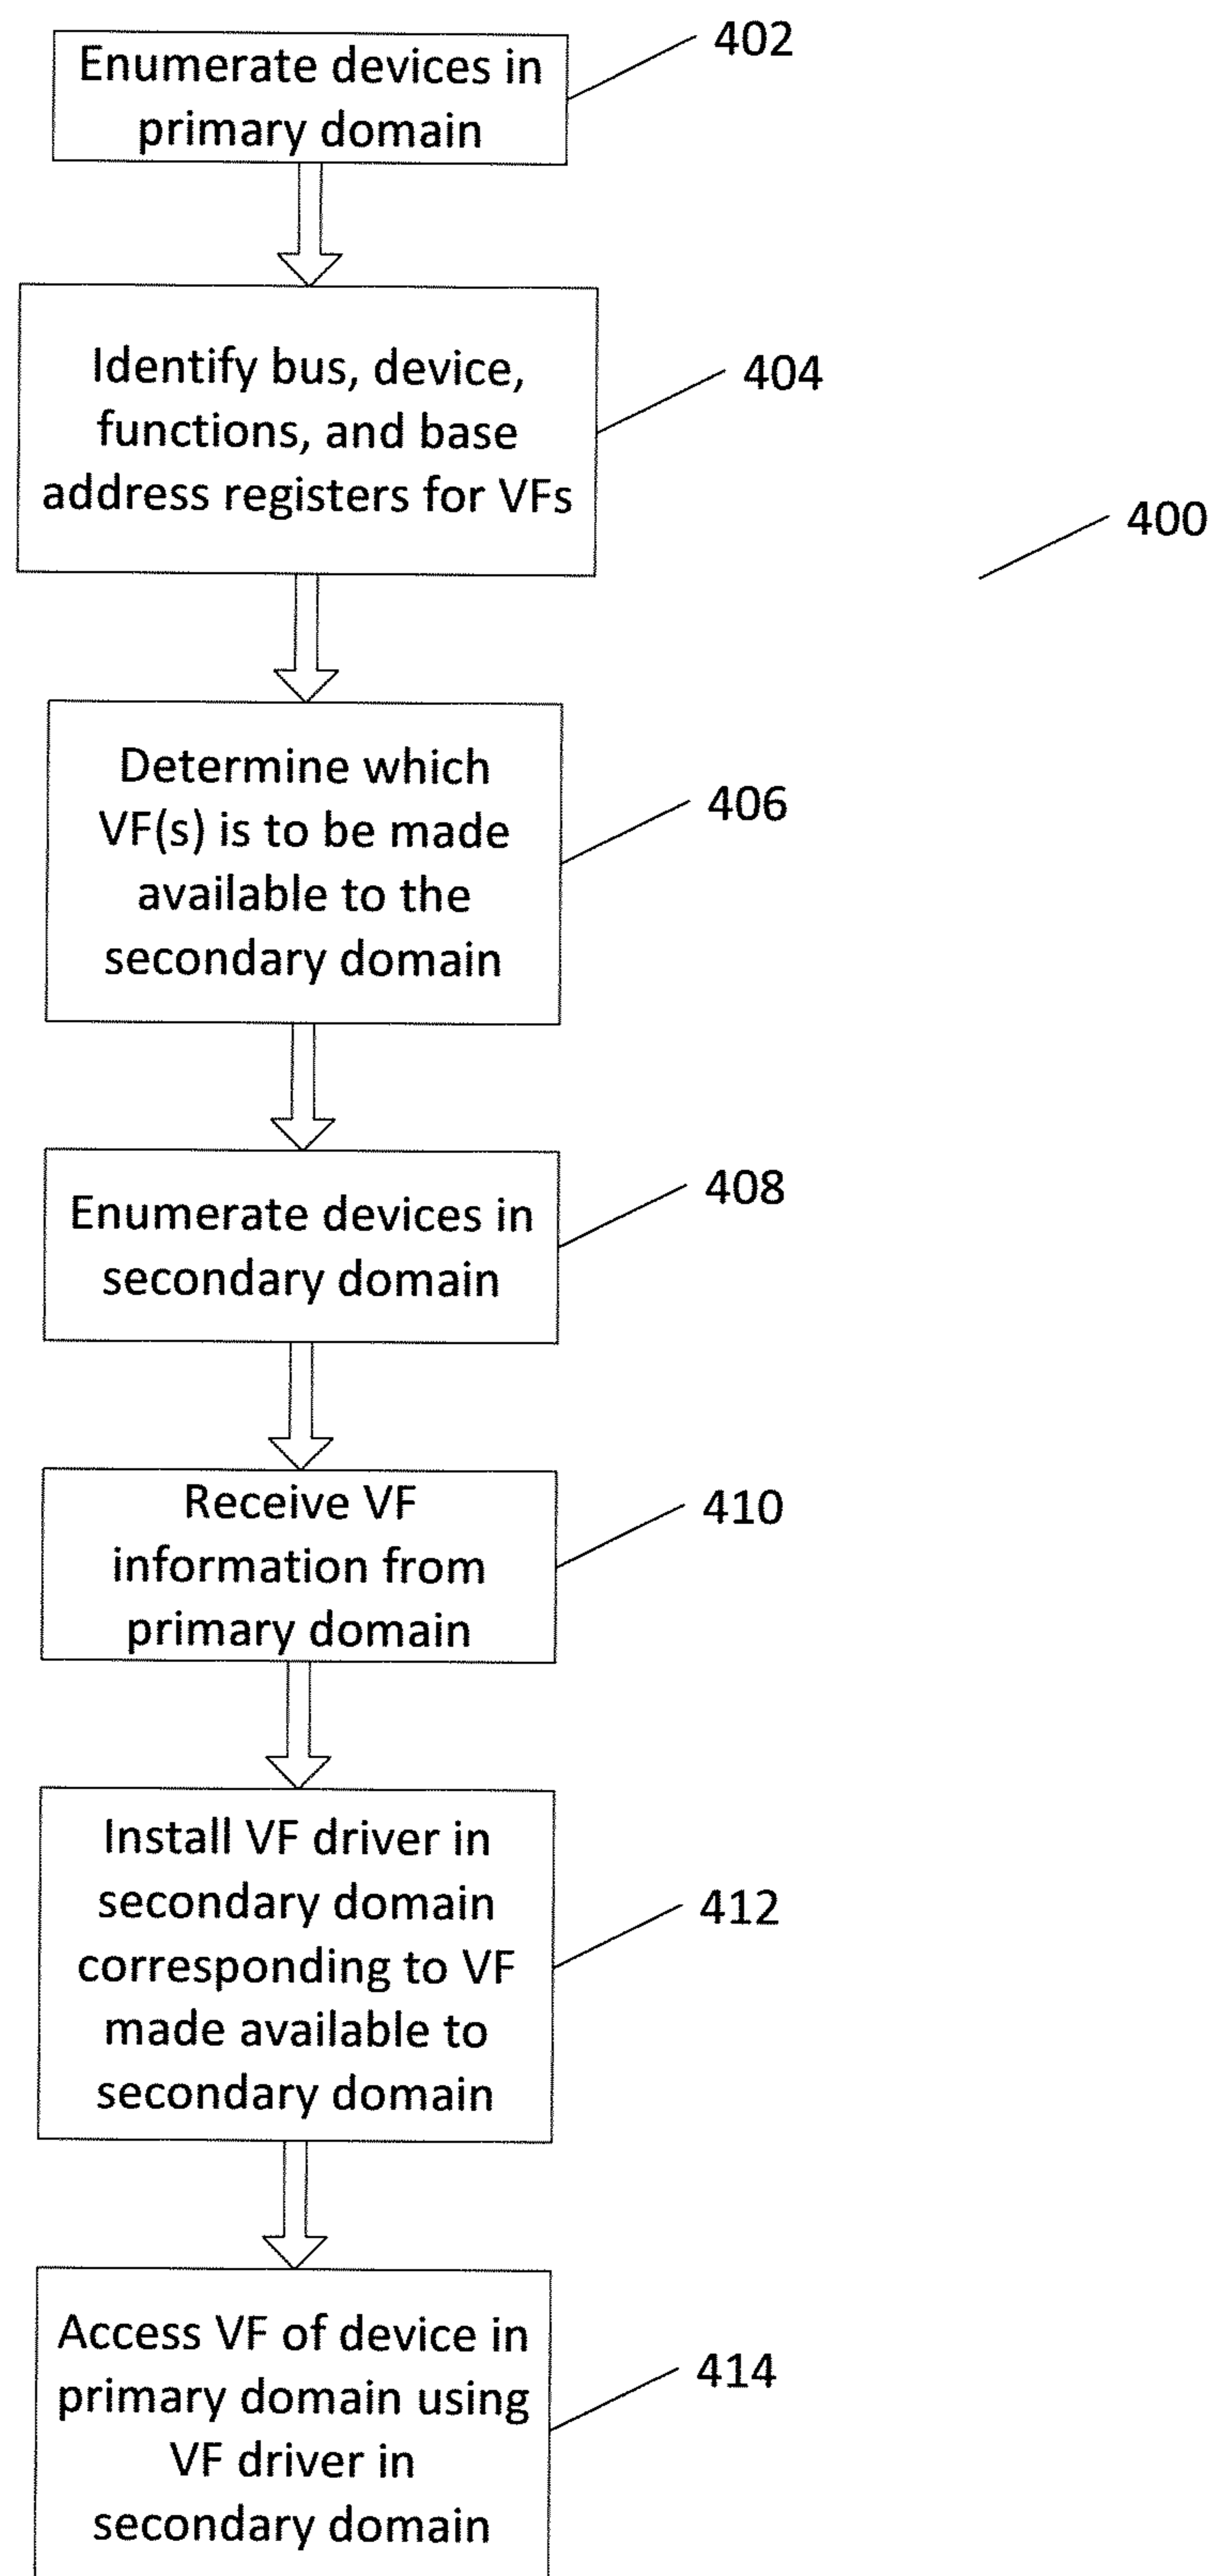 Enumerate devices in
primary domain
402
Identify bus, device,
functions, and base
address registers for VFs
404
400
Determine which
VF(s) is to be made
available to the
secondary domain
406
Enumerate devices in
secondary domain
408
Receive VF
information from
primary domain
410
Install VF driver in
secondary domain
corresponding to VF
made available to
secondary domain
412
Access VF of device in
primary domain using
VF driver in
secondary domain
414